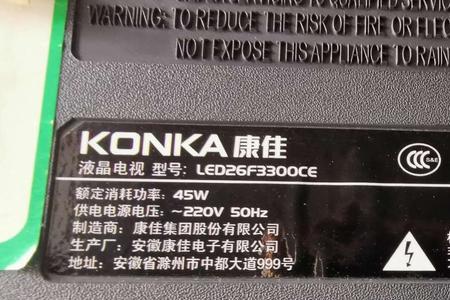 TO REDUCE THE RISK OF FIRE OR ELEC
NOT EXPOSE THIS APPLIANCE TO RAIN
KONKA 康佳
液晶电视 型号: LED26F3300CE
CCC S&E
额定消耗功率: 45W
供电电源电压: ~220V 50Hz
制造商: 康佳集团股份有限公司
生产厂: 安徽康佳电子有限公司
地址: 安徽省滁州市中都大道999号